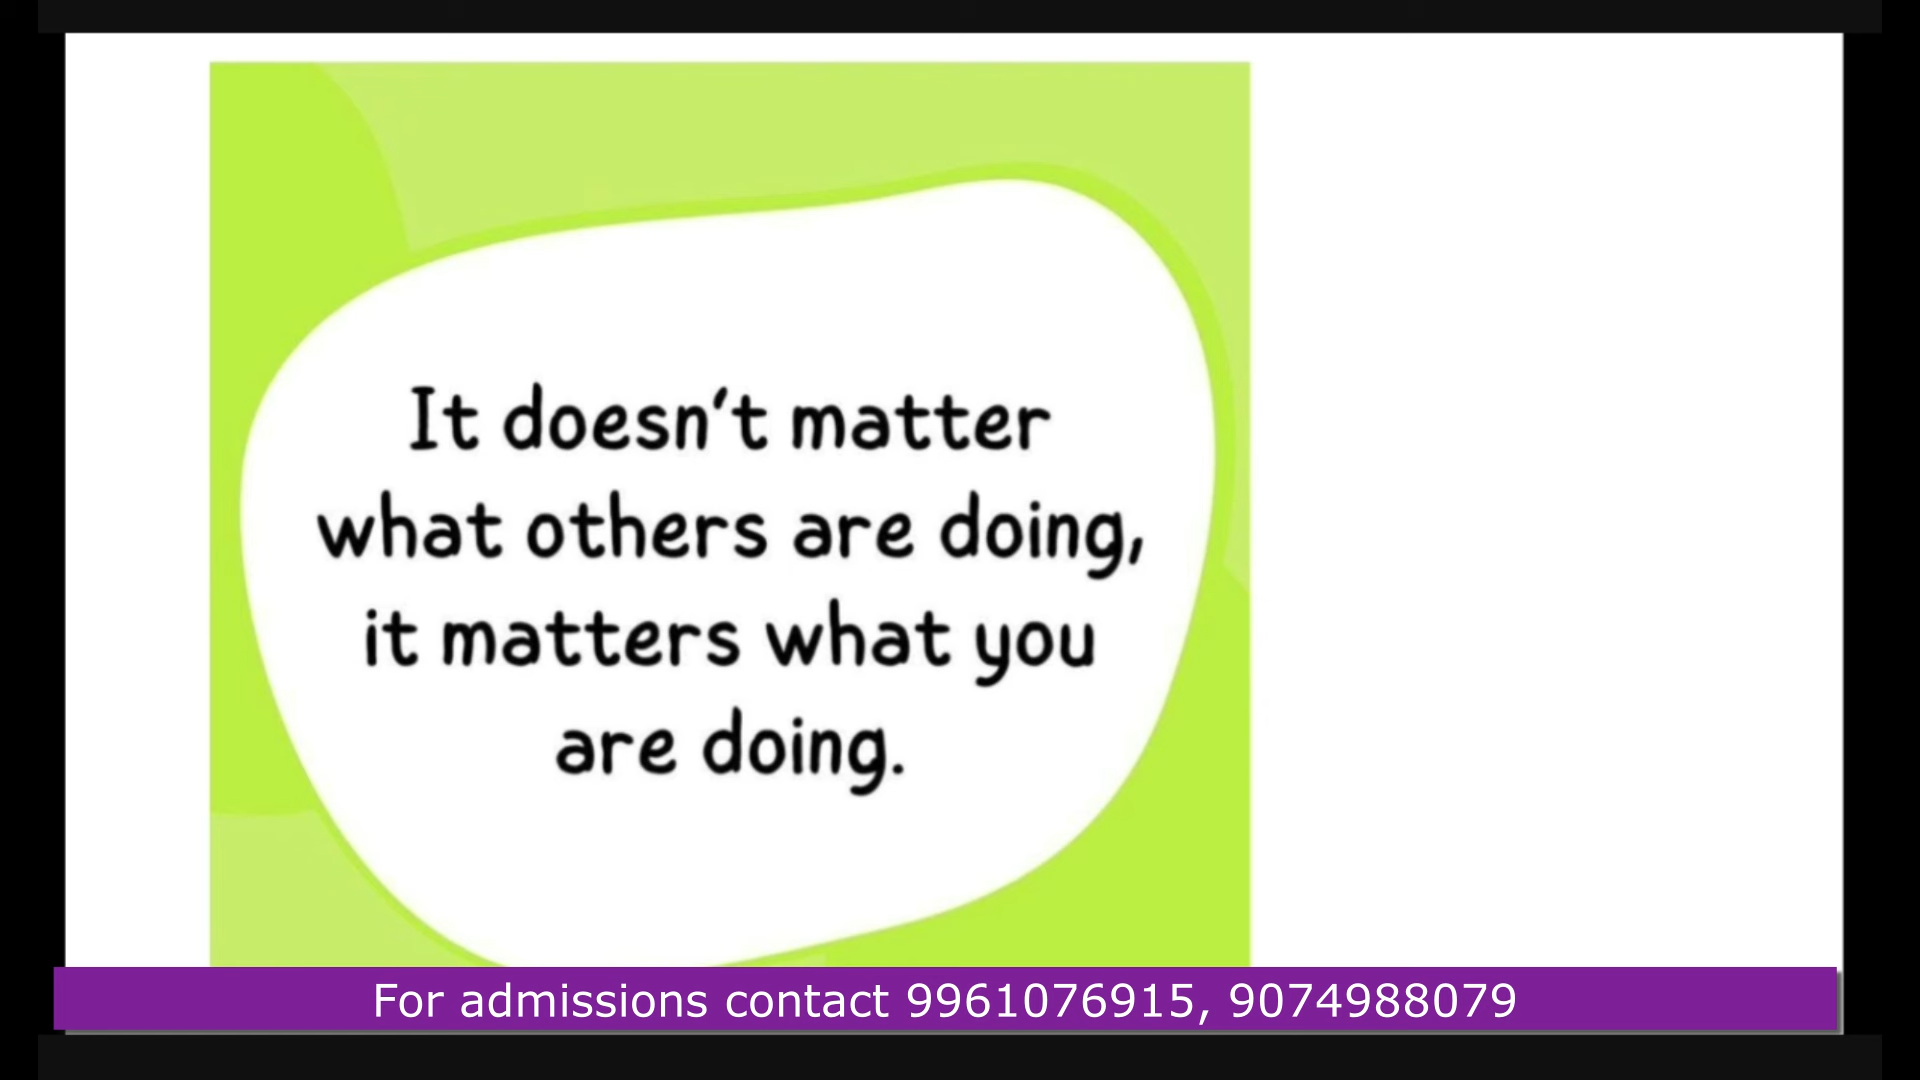 It doesn’t matter
what others are doing,
it matters what you
are doing.
For admissions contact 9961076915, 9074988079